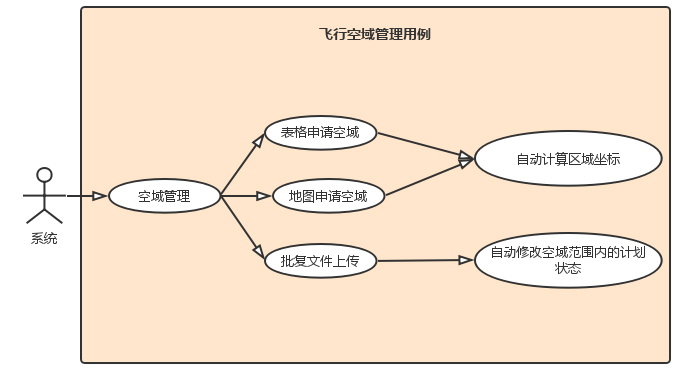 飞行空域管理用例
表格申请空域
自动计算区域坐标
空域管理
地图申请空域
系统
批复文件上传
自动修改空域范围内的计划
状态